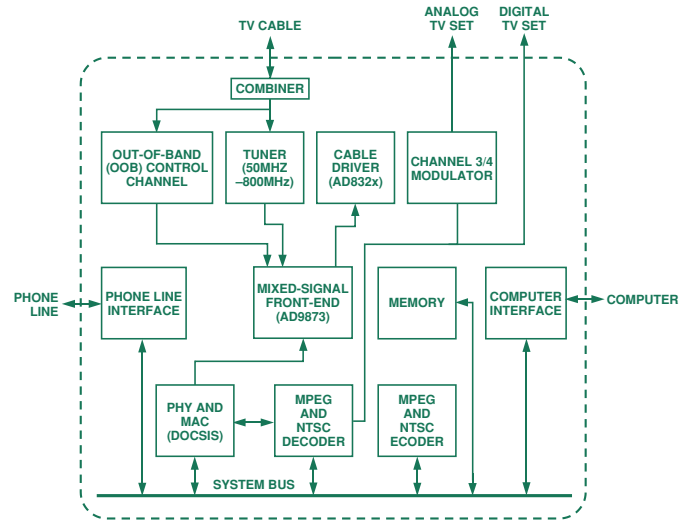 TV CABLE
ANALOG
TV SET
DIGITAL
TV SET
COMBINER
OUT-OF-BAND
(OOB) CONTROL
CHANNEL
TUNER
(50MHZ
–800MHz)
CABLE
DRIVER
(AD832x)
CHANNEL 3/4
MODULATOR
PHONE
LINE
PHONE LINE
INTERFACE
MIXED-SIGNAL
FRONT-END
(AD9873)
MEMORY
COMPUTER
INTERFACE
COMPUTER
PHY AND
MAC
(DOCSIS)
MPEG
AND
NTSC
DECODER
MPEG
AND
NTSC
ECODER
SYSTEM BUS